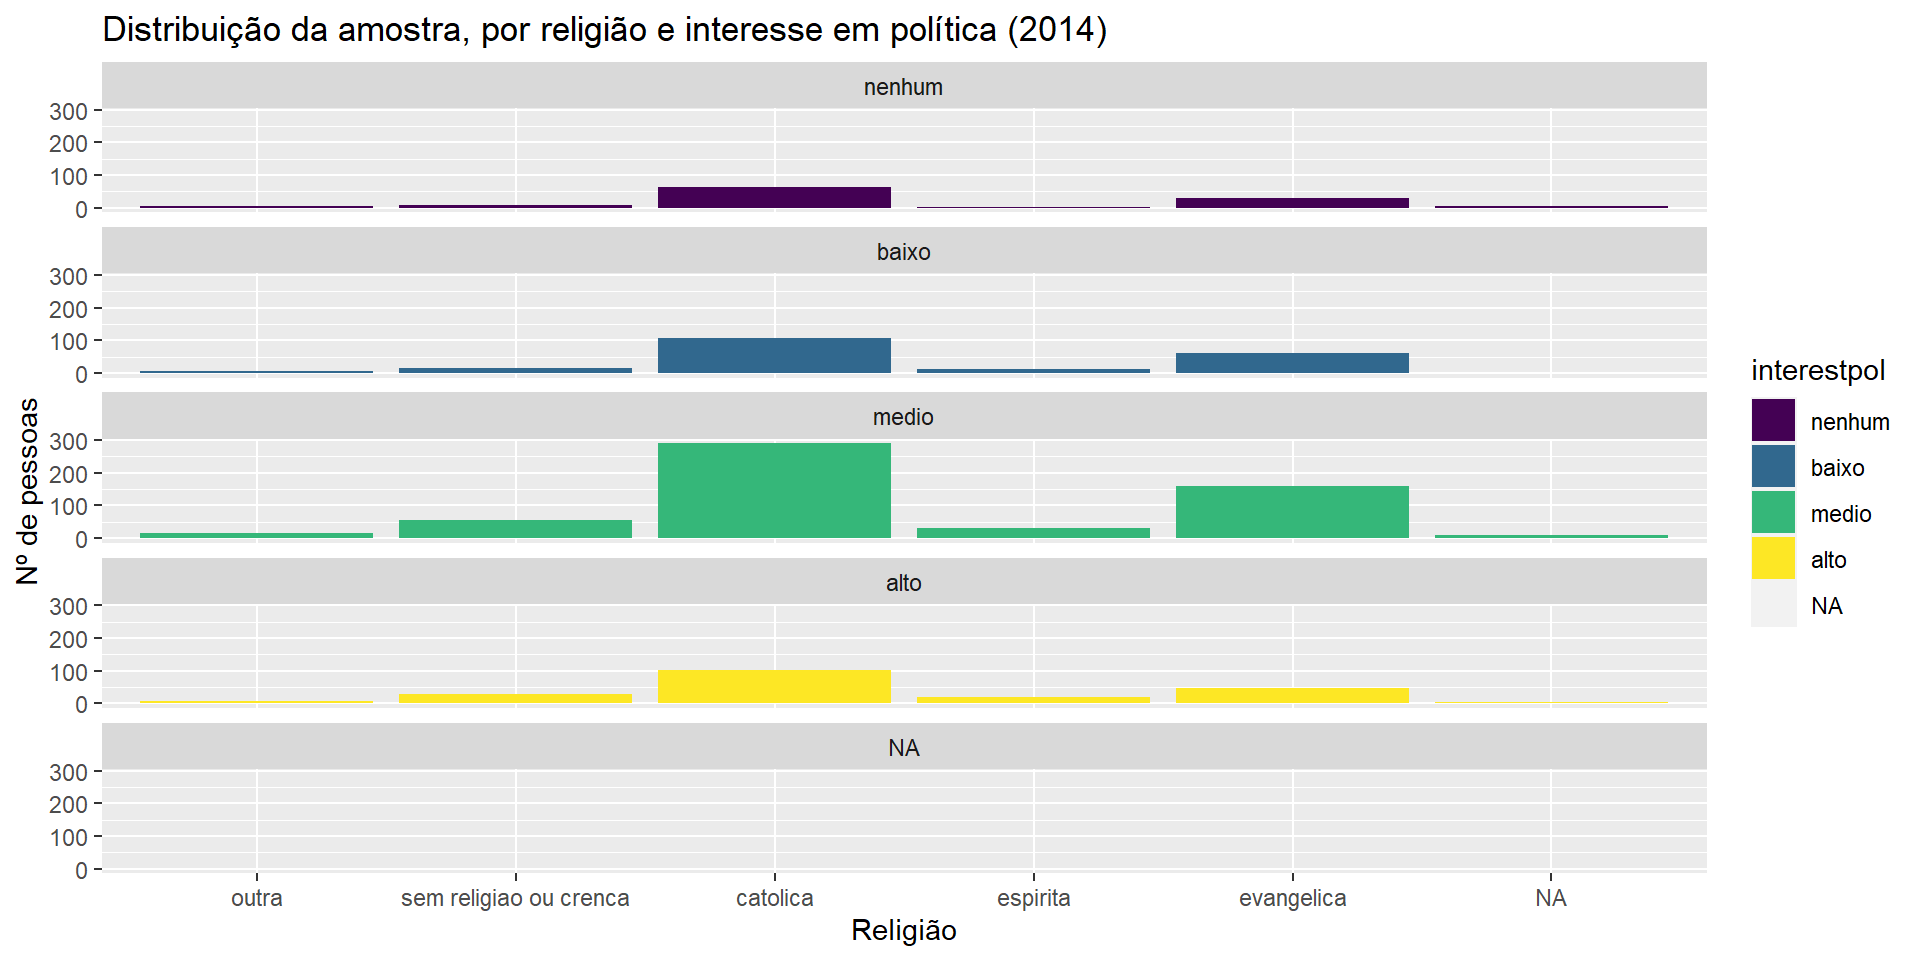 Distribuição da amostra, por religião e interesse em política (2014)
nenhum
300
200
100
0
baixo
300
200
100
0
medio
300
200
100
0
alto
300
200
100
0
NA
300
200
100
0
Nº de pessoas
outra
sem religiao ou crenca
catolica
espirita
evangelica
NA
Religião
interestpol
nenhum
baixo
medio
alto
NA